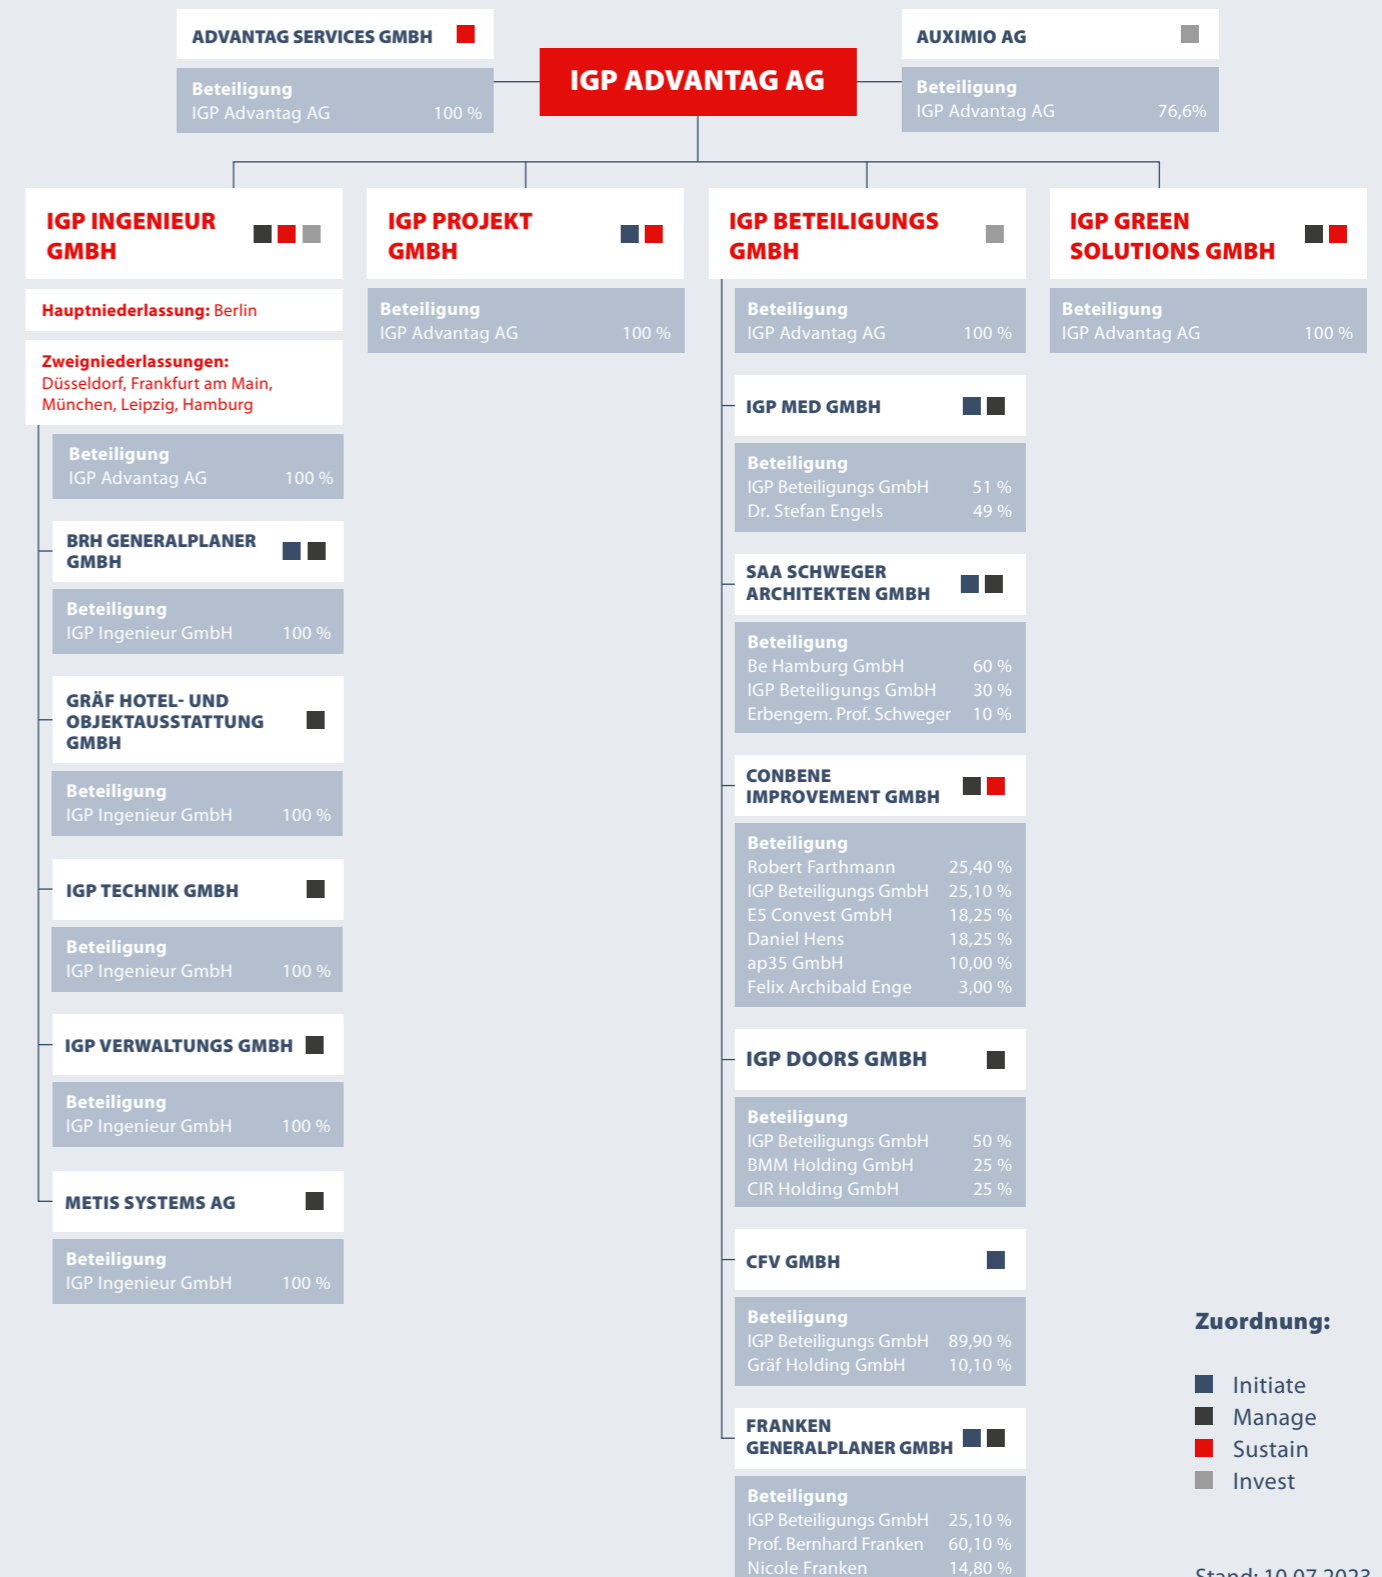 ADVANTAG SERVICES GMBH
Beteiligung
IGP Advantag AG 100 %
IGP ADVANTAG AG
AUXIMIO AG
Beteiligung
IGP Advantag AG 76,6%
IGP INGENIEUR
GMBH
Hauptniederlassung: Berlin
Zweigniederlassungen:
Düsseldorf, Frankfurt am Main,
München, Leipzig, Hamburg
Beteiligung
IGP Advantag AG 100 %
BRH GENERALPLANER
GMBH
Beteiligung
IGP Ingenieur GmbH 100 %
GRÄF HOTEL- UND
OBJEKTAUSSTATTUNG
GMBH
Beteiligung
IGP Ingenieur GmbH 100 %
IGP TECHNIK GMBH
Beteiligung
IGP Ingenieur GmbH 100 %
IGP VERWALTUNGS GMBH
Beteiligung
IGP Ingenieur GmbH 100 %
METIS SYSTEMS AG
Beteiligung
IGP Ingenieur GmbH 100 %
IGP PROJEKT
GMBH
Beteiligung
IGP Advantag AG 100 %
IGP BETEILIGUNGS
GMBH
Beteiligung
IGP Advantag AG 100 %
IGP MED GMBH
Beteiligung
IGP Beteiligungs GmbH 51 %
Dr. Stefan Engels 49 %
SAA SCHWEGER
ARCHITEKTEN GMBH
Beteiligung
Be Hamburg GmbH 60 %
IGP Beteiligungs GmbH 30 %
Erbengem. Prof. Schweger 10 %
CONBENE
IMPROVEMENT GMBH
Beteiligung
Robert Farthmann 25,40 %
IGP Beteiligungs GmbH 25,10 %
E5 Convest GmbH 18,25 %
Daniel Hens 18,25 %
ap35 GmbH 10,00 %
Felix Archibald Enge 3,00 %
IGP DOORS GMBH
Beteiligung
IGP Beteiligungs GmbH 50 %
BMM Holding GmbH 25 %
CIR Holding GmbH 25 %
CFV GMBH
Beteiligung
IGP Beteiligungs GmbH 89,90 %
Gräf Holding GmbH 10,10 %
FRANKEN
GENERALPLANER GMBH
Beteiligung
IGP Beteiligungs GmbH 25,10 %
Prof. Bernhard Franken 60,10 %
Nicole Franken 14,80 %
IGP GREEN
SOLUTIONS GMBH
Beteiligung
IGP Advantag AG 100 %
Zuordnung:
Initiate
Manage
Sustain
Invest
Stand: 10.07.2023